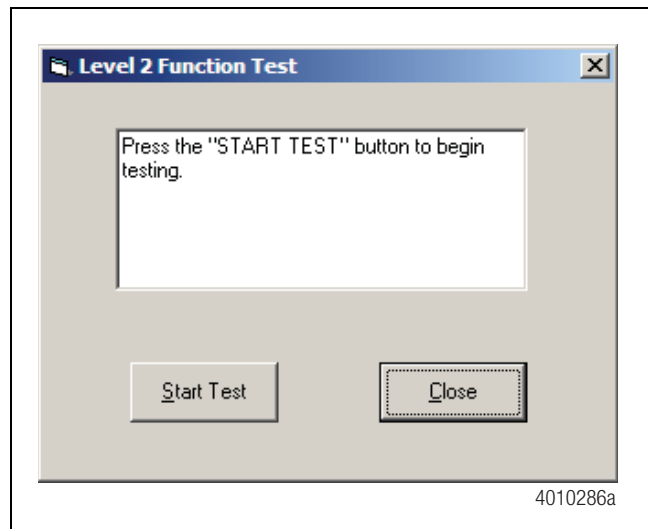 Level 2 Function Test
Press the "START TEST" button to begin
testing.
Start Test
Close
4010286a